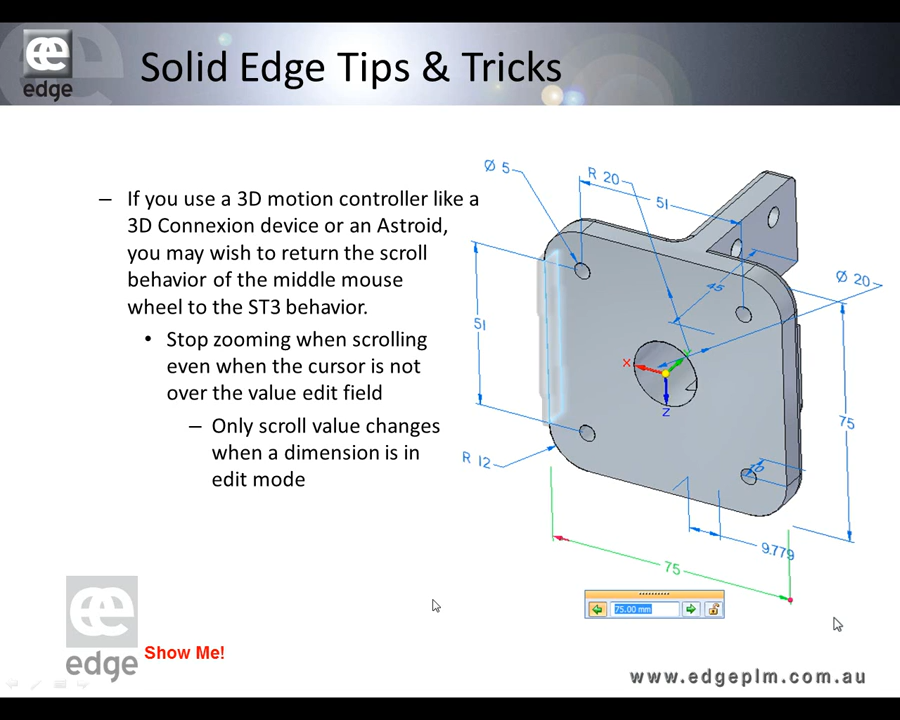 edge
Solid Edge Tips & Tricks
– If you use a 3D motion controller like a
3D Connexion device or an Astroid,
you may wish to return the scroll
behavior of the middle mouse
wheel to the ST3 behavior.
• Stop zooming when scrolling
even when the cursor is not
over the value edit field
– Only scroll value changes
when a dimension is in
edit mode
Ø 5
R 20
51
45
Ø 20
51
X
Y
Z
75
R 12
10
9.779
75
75.00 mm
edge
Show Me!
www.edgeplm.com.au